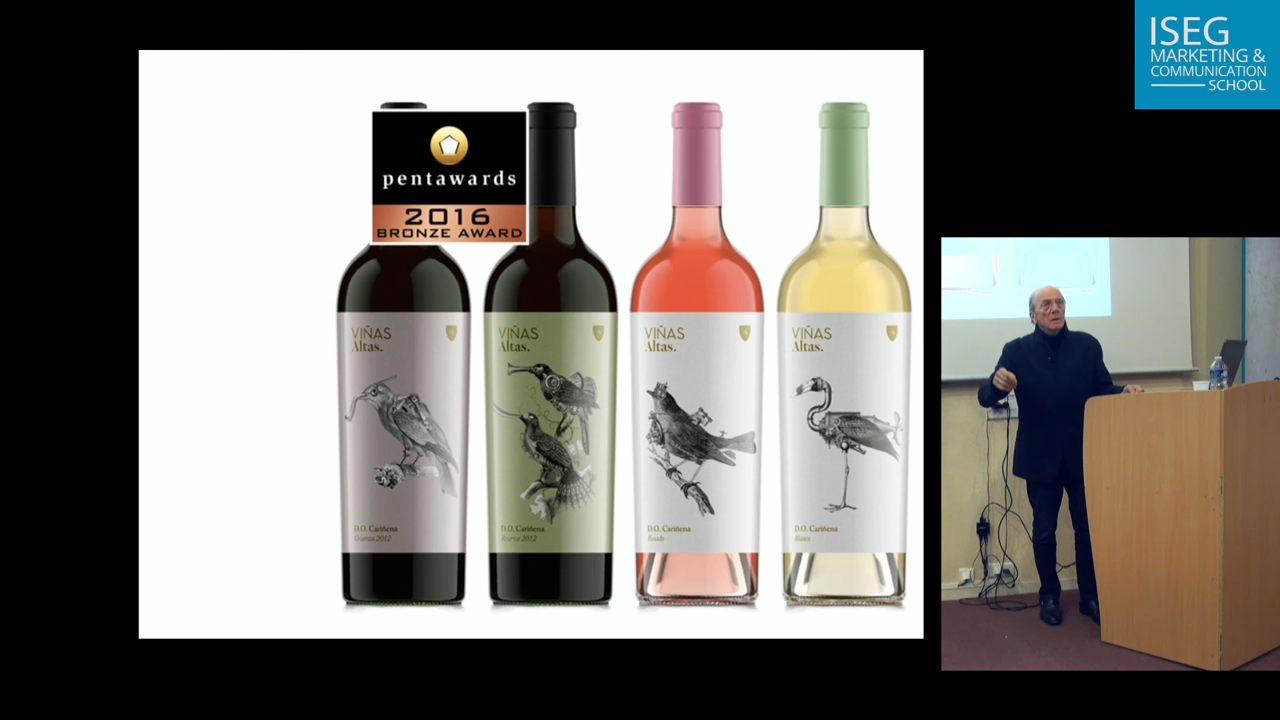 ISEG
MARKETING &
COMMUNICATION
SCHOOL
pentawards
2016
BRONZE AWARD
VIÑAS
Altas.
D.O. Cariñena
Crianza 2012
VIÑAS
Altas.
D.O. Cariñena
Reserva 2012
VIÑAS
Altas.
D.O. Cariñena
Rosado
VIÑAS
Altas.
D.O. Cariñena
Blanco